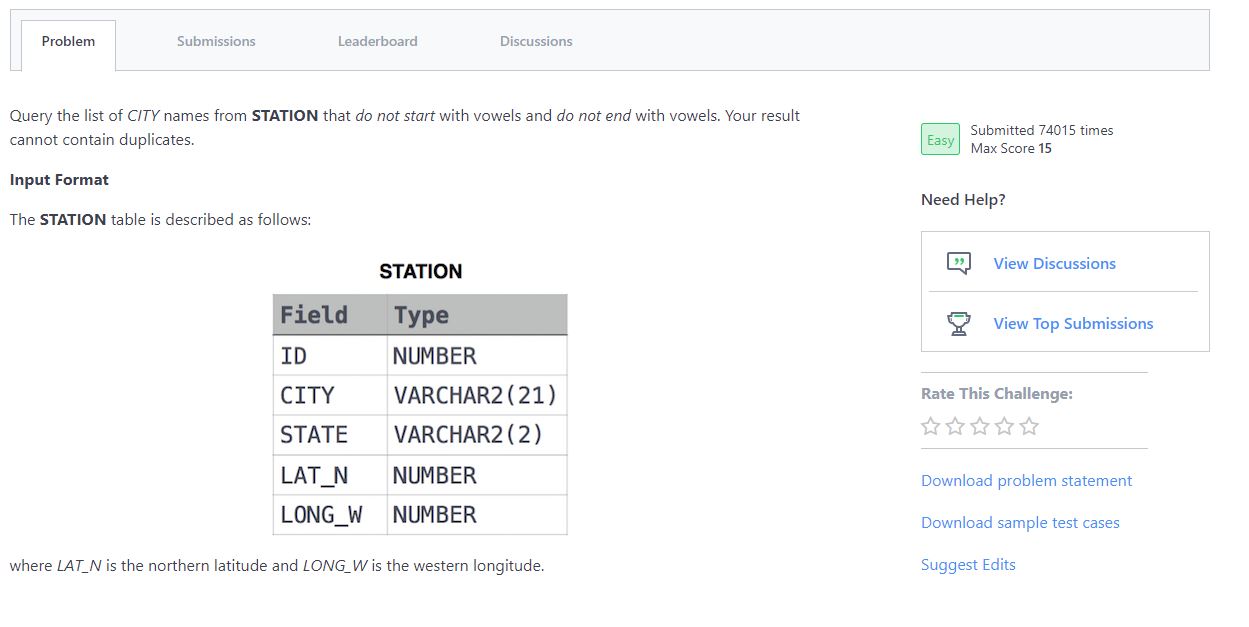 Problem
Submissions
Leaderboard
Discussions
Query the list of CITY names from STATION that do not start with vowels and do not end with vowels. Your result
cannot contain duplicates.
Input Format
The STATION table is described as follows:
STATION
Field Type
ID NUMBER
CITY VARCHAR2(21)
STATE VARCHAR2(2)
LAT_N NUMBER
LONG_W NUMBER
where LAT_N is the northern latitude and LONG_W is the western longitude.
Easy
Submitted 74015 times
Max Score 15
Need Help?
View Discussions
View Top Submissions
Rate This Challenge:
Download problem statement
Download sample test cases
Suggest Edits